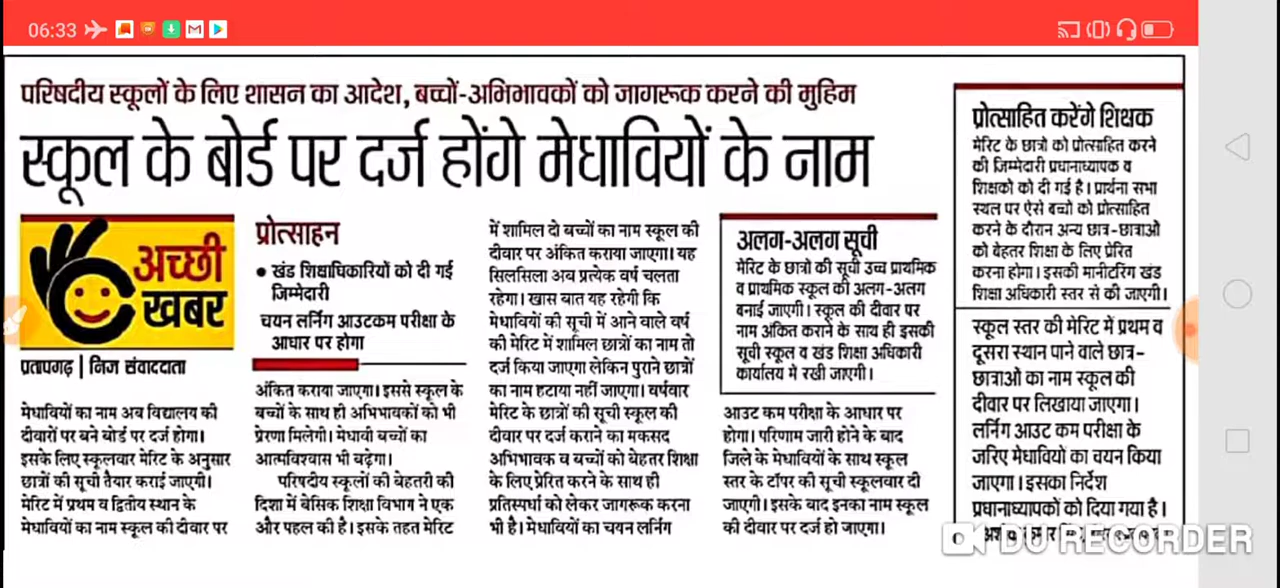 06:33
परिषदीय स्कूलों के लिए शासन का आदेश, बच्चों-अभिभावकों को जागरूक करने की मुहिम
स्कूल के बोर्ड पर दर्ज होंगे मेधावियों के नाम
अच्छी
खबर
प्रतापगढ़ | निज संवाददाता
मेधावियों का नाम अब विद्यालय की
दीवारों पर बने बोर्ड पर दर्ज होगा।
इसके लिए स्कूलवार मेरिट के अनुसार
छात्रों की सूची तैयार कराई जाएगी।
मेरिट में प्रथम व द्वितीय स्थान के
मेधावियों का नाम स्कूल की दीवार पर
प्रोत्साहन
● खंड शिक्षाधिकारियों को दी गई
जिम्मेदारी
चयन लर्निंग आउटकम परीक्षा के
आधार पर होगा
अंकित कराया जाएगा। इससे स्कूल के
बच्चों के साथ ही अभिभावकों को भी
प्रेरणा मिलेगी। मेधावी बच्चों का
आत्मविश्वास भी बढ़ेगा।
परिषदीय स्कूलों की बेहतरी की
दिशा में बेसिक शिक्षा विभाग ने एक
और पहल की है। इसके तहत मेरिट
में शामिल दो बच्चों का नाम स्कूल की
दीवार पर अंकित कराया जाएगा। यह
सिलसिला अब प्रत्येक वर्ष चलता
रहेगा। खास बात यह रहेगी कि
मेधावियों की सूची में आने वाले वर्ष
की मेरिट में शामिल छात्रों का नाम तो
दर्ज किया जाएगा लेकिन पुराने छात्रों
का नाम हटाया नहीं जाएगा। वर्षवार
मेरिट के छात्रों की सूची स्कूल की
दीवार पर दर्ज कराने का मकसद
अभिभावक व बच्चों को बेहतर शिक्षा
के लिए प्रेरित करने के साथ ही
प्रतिस्पर्धा को लेकर जागरूक करना
भी है। मेधावियों का चयन लर्निंग
अलग-अलग सूची
मेरिट के छात्रों की सूची उच्च प्राथमिक
व प्राथमिक स्कूल की अलग-अलग
बनाई जाएगी। स्कूल की दीवार पर
नाम अंकित कराने के साथ ही इसकी
सूची स्कूल व खंड शिक्षा अधिकारी
कार्यालय मे रखी जाएगी।
आउट कम परीक्षा के आधार पर
होगा। परिणाम जारी होने के बाद
जिले के मेधावियों के साथ स्कूल
स्तर के टॉपर की सूची स्कूलवार दी
जाएगी। इसके बाद इनका नाम स्कूल
की दीवार पर दर्ज हो जाएगा।
प्रोत्साहित करेंगे शिक्षक
मेरिट के छात्रो को प्रोत्साहित करने
की जिम्मेदारी प्रधानाध्यापक व
शिक्षको को दी गई है। प्रार्थना सभा
स्थल पर ऐसे बच्चो को प्रोत्साहित
करने के दौरान अन्य छात्र-छात्राओ
को बेहतर शिक्षा के लिए प्रेरित
करना होगा। इसकी मानीटरिंग खंड
शिक्षा अधिकारी स्तर से की जाएगी।
स्कूल स्तर की मेरिट में प्रथम व
दूसरा स्थान पाने वाले छात्र-
छात्राओ का नाम स्कूल की
दीवार पर लिखाया जाएगा।
लर्निंग आउट कम परीक्षा के
जरिए मेधावियों का चयन किया
जाएगा। इसका निर्देश
प्रधानाध्यापकों को दिया गया है।
DU RECORDER